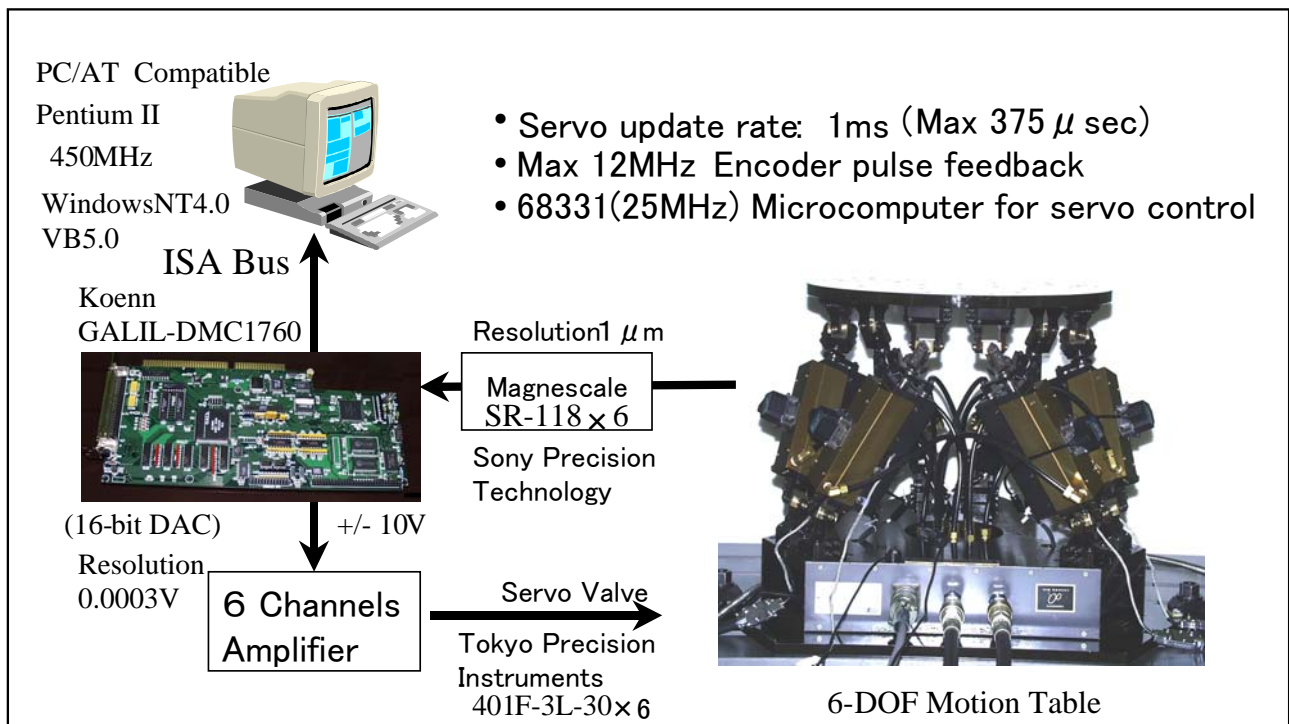 PC/AT Compatible
Pentium II
450MHz
WindowsNT4.0
VB5.0
• Servo update rate: 1ms (Max 375 μ sec)
• Max 12MHz Encoder pulse feedback
• 68331(25MHz) Microcomputer for servo control
ISA Bus
Koenn
GALIL-DMC1760
Resolution1 μm
Magnescale
SR-118×6
Sony Precision
Technology
(16-bit DAC)
+/- 10V
Resolution
0.0003V
6 Channels
Amplifier
Servo Valve
Tokyo Precision
Instruments
401F-3L-30×6
6-DOF Motion Table